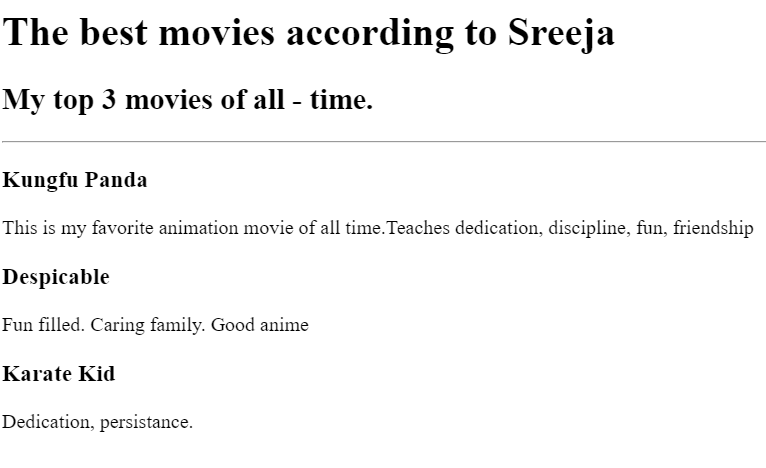 The best movies according to Sreeja
My top 3 movies of all - time.
Kungfu Panda
This is my favorite animation movie of all time.Teaches dedication, discipline, fun, friendship
Despicable
Fun filled. Caring family. Good anime
Karate Kid
Dedication, persistance.